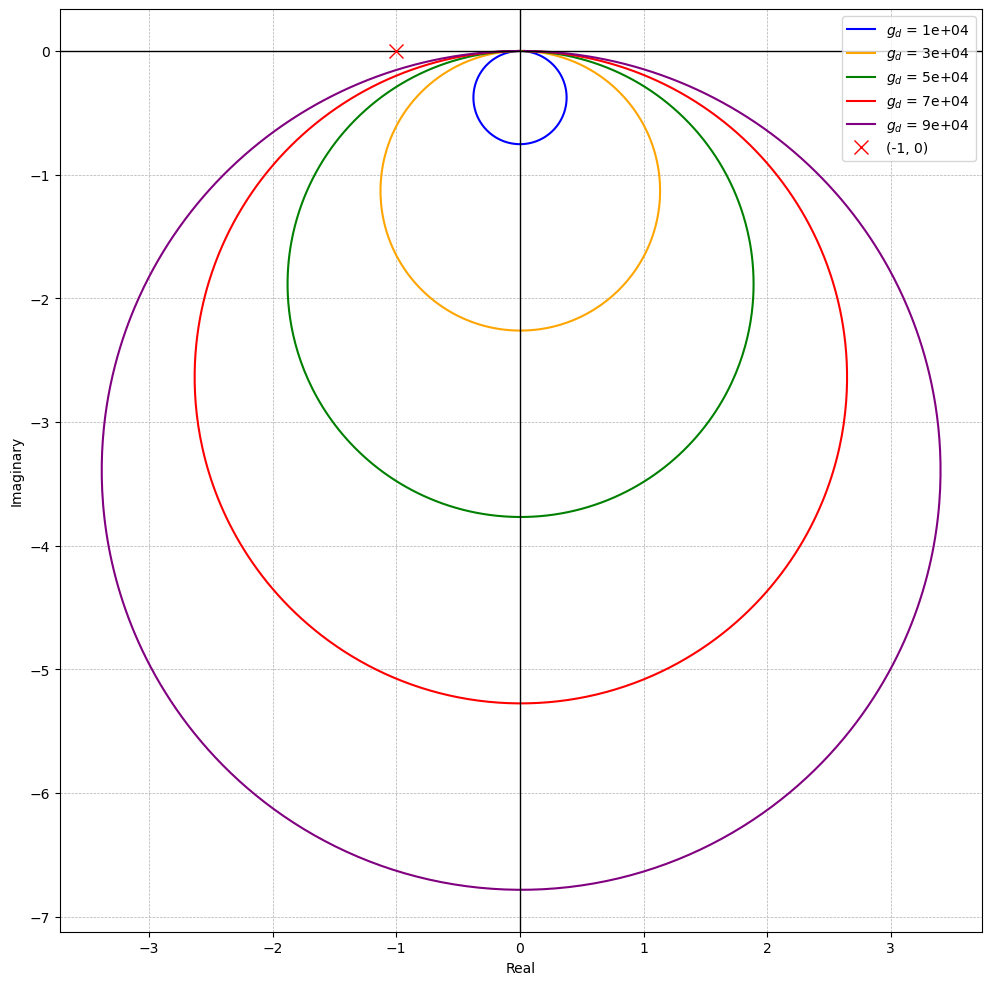 g_d = 1e+04
g_d = 3e+04
g_d = 5e+04
g_d = 7e+04
g_d = 9e+04
(-1, 0)
0
−1
−2
−3
−4
−5
−6
−7
Imaginary
−3 −2 −1 0 1 2 3
Real